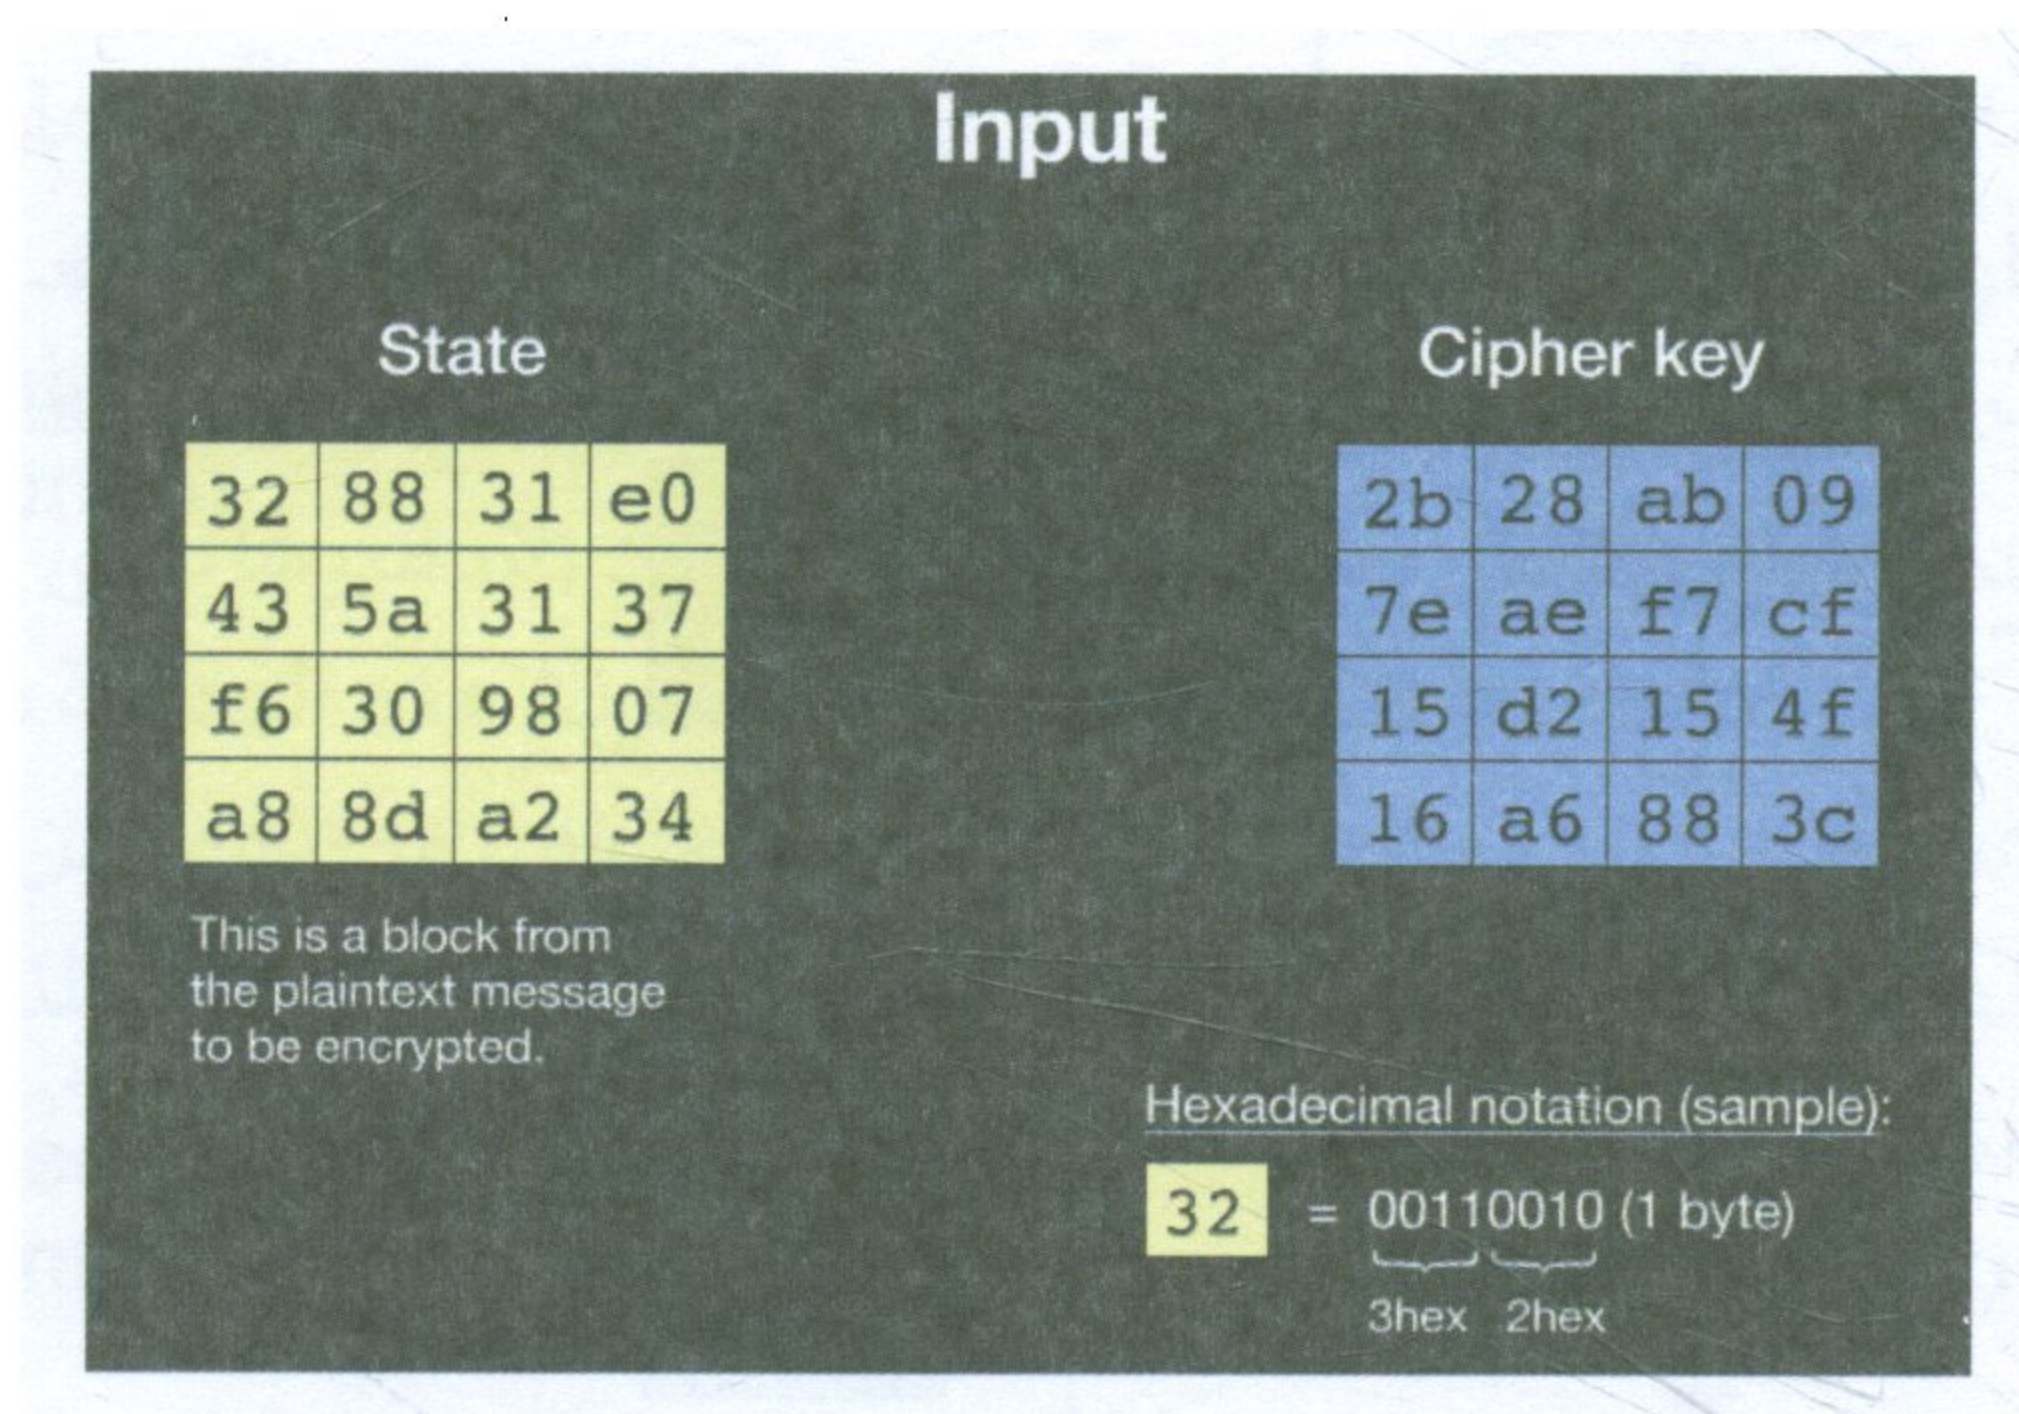 Input
State
Cipher key
32 88 31 e0
43 5a 31 37
f6 30 98 07
a8 8d a2 34
2b 28 ab 09
7e ae f7 cf
15 d2 15 4f
16 a6 88 3c
This is a block from
the plaintext message
to be encrypted.
Hexadecimal notation (sample):
32 = 00110010 (1 byte)
3hex 2hex